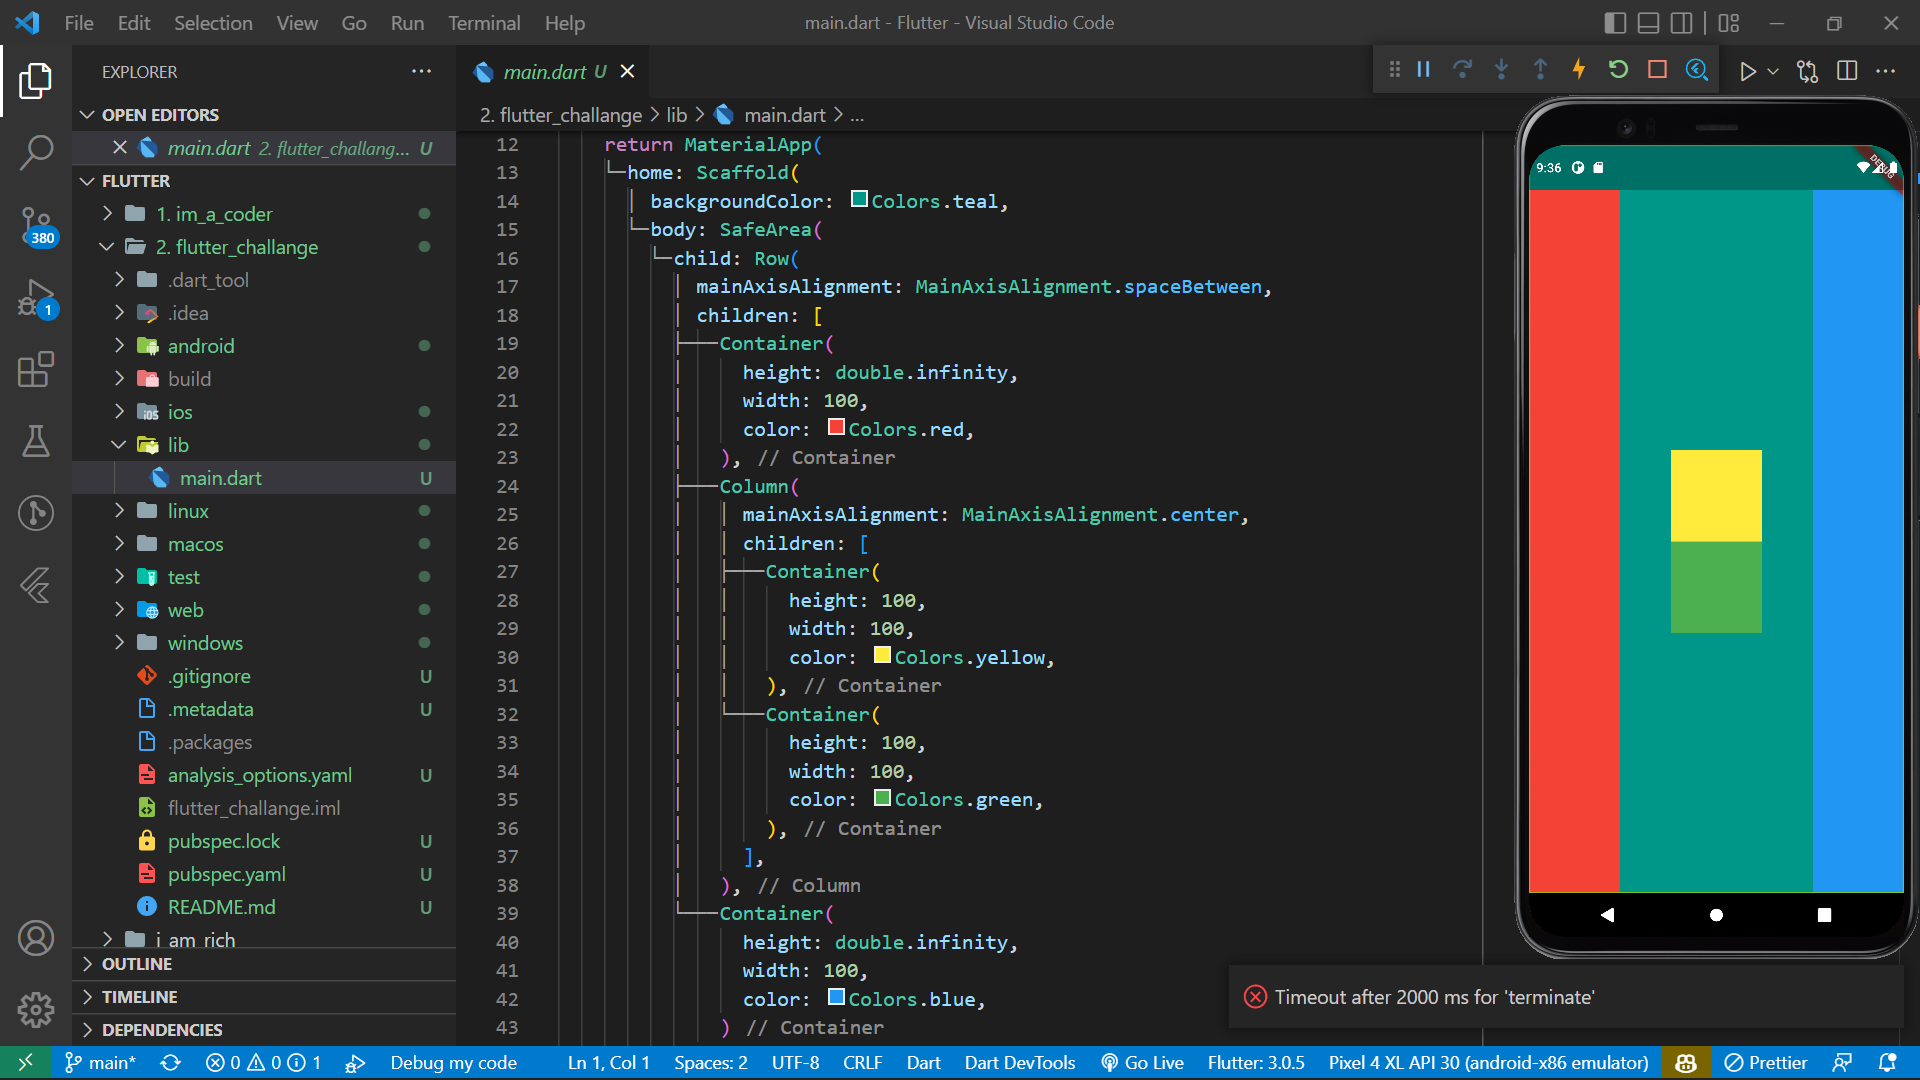 File Edit Selection View Go Run Terminal Help
main.dart - Flutter - Visual Studio Code
EXPLORER
OPEN EDITORS
main.dart 2. flutter_challang... U
FLUTTER
1. im_a_coder
2. flutter_challange
.dart_tool
.idea
android
build
ios
lib
main.dart U
linux
macos
test
web
windows
.gitignore U
.metadata U
.packages
analysis_options.yaml U
flutter_challange.iml
pubspec.lock U
pubspec.yaml U
README.md U
i_am_rich
OUTLINE
TIMELINE
DEPENDENCIES
380
1
main.dart U
2. flutter_challange > lib > main.dart > ...
12 return MaterialApp(
13 home: Scaffold(
14 backgroundColor: Colors.teal,
15 body: SafeArea(
16 child: Row(
17 mainAxisAlignment: MainAxisAlignment.spaceBetween,
18 children: [
19 Container(
20 height: double.infinity,
21 width: 100,
22 color: Colors.red,
23 ), // Container
24 Column(
25 mainAxisAlignment: MainAxisAlignment.center,
26 children: [
27 Container(
28 height: 100,
29 width: 100,
30 color: Colors.yellow,
31 ), // Container
32 Container(
33 height: 100,
34 width: 100,
35 color: Colors.green,
36 ), // Container
37 ],
38 ), // Column
39 Container(
40 height: double.infinity,
41 width: 100,
42 color: Colors.blue,
43 ) // Container
9:36
DEBUG
Timeout after 2000 ms for 'terminate'
main* 0 0 1 Debug my code Ln 1, Col 1 Spaces: 2 UTF-8 CRLF Dart Dart DevTools Go Live Flutter: 3.0.5 Pixel 4 XL API 30 (android-x86 emulator) Prettier